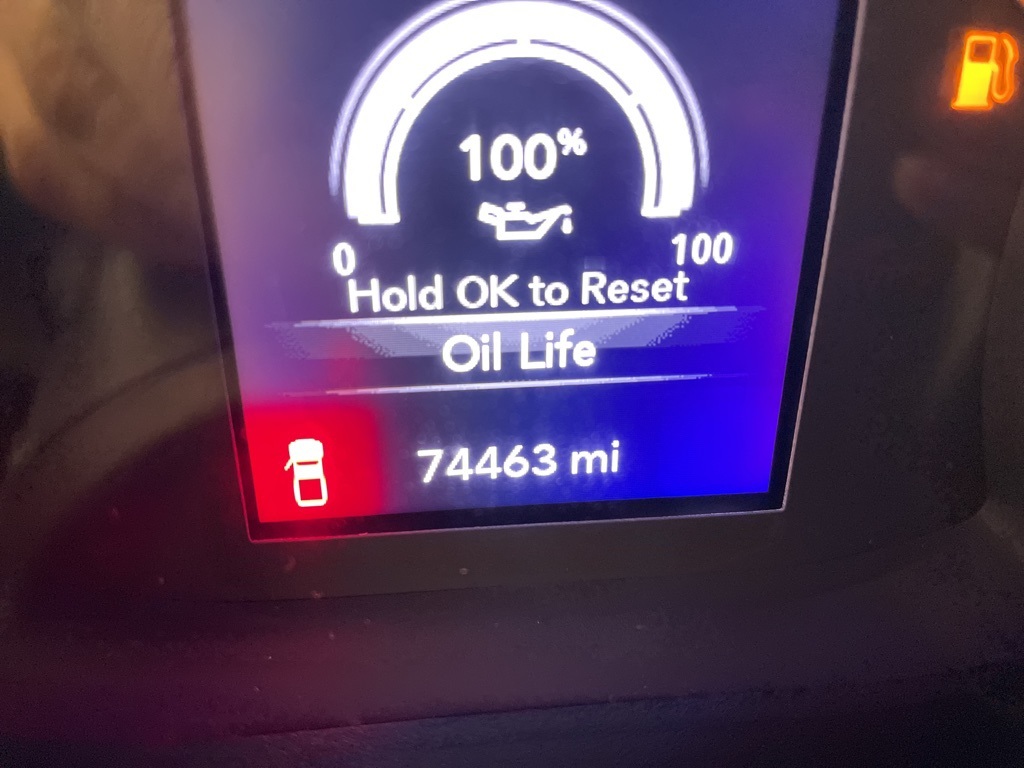 100%
0 100
Hold OK to Reset
Oil Life
74463 mi